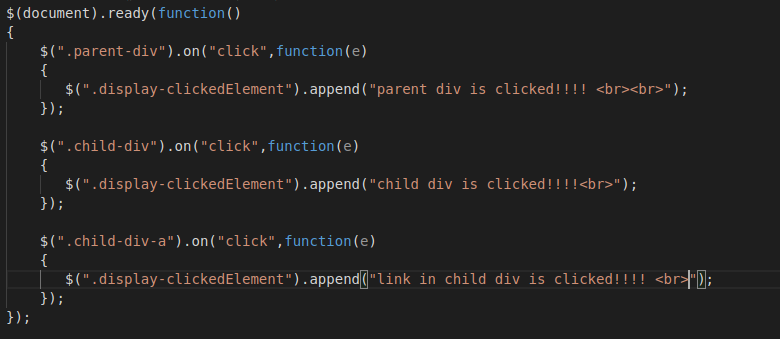 $(document).ready(function()
{
    $(".parent-div").on("click",function(e)
    {
       $(".display-clickedElement").append("parent div is clicked!!!! <br><br>");
    });

    $(".child-div").on("click",function(e)
    {
       $(".display-clickedElement").append("child div is clicked!!!!<br>");
    });

    $(".child-div-a").on("click",function(e)
    {
       $(".display-clickedElement").append("link in child div is clicked!!!! <br>");
    });
});